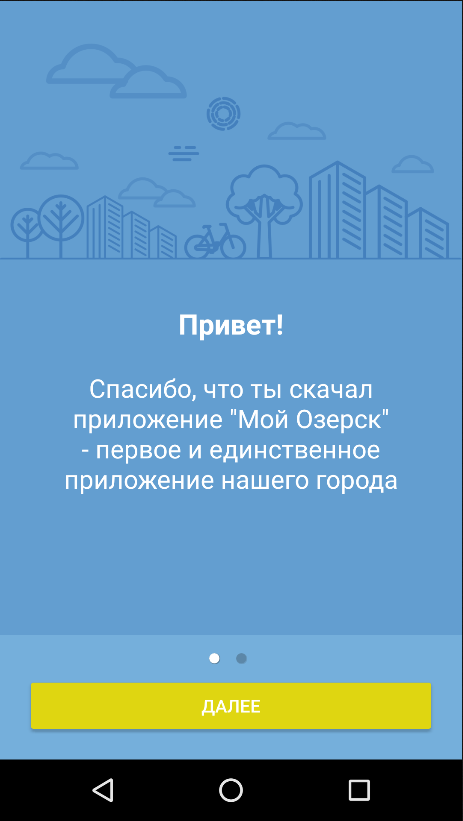 Привет!
Спасибо, что ты скачал
приложение "Мой Озерск"
- первое и единственное
приложение нашего города
ДАЛЕЕ